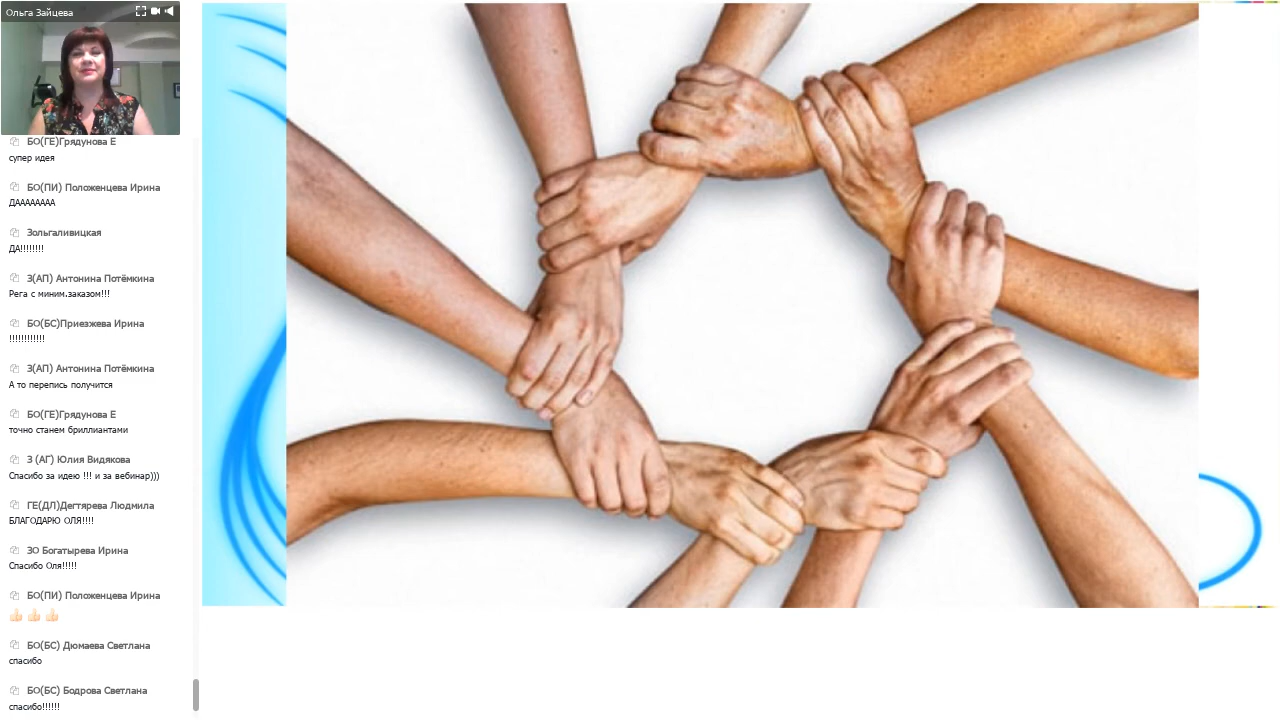 Ольга Зайцева
БО(ГЕ)Грядунова Е
супер идея
БО(ПИ) Положенцева Ирина
ДАААААААА
Зольгаливицкая
ДА!!!!!!!!
З(АП) Антонина Потёмкина
Рега с миним.заказом!!!
БО(БС)Приезжева Ирина
!!!!!!!!!!!!
З(АП) Антонина Потёмкина
А то перепись получится
БО(ГЕ)Грядунова Е
точно станем бриллиантами
З (АГ) Юлия Видякова
Спасибо за идею !!! и за вебинар)))
ГЕ(ДЛ)Дегтярева Людмила
БЛАГОДАРЮ ОЛЯ!!!!
ЗО Богатырева Ирина
Спасибо Оля!!!!!
БО(ПИ) Положенцева Ирина
БО(БС) Дюмаева Светлана
спасибо
БО(БС) Бодрова Светлана
спасибо!!!!!!